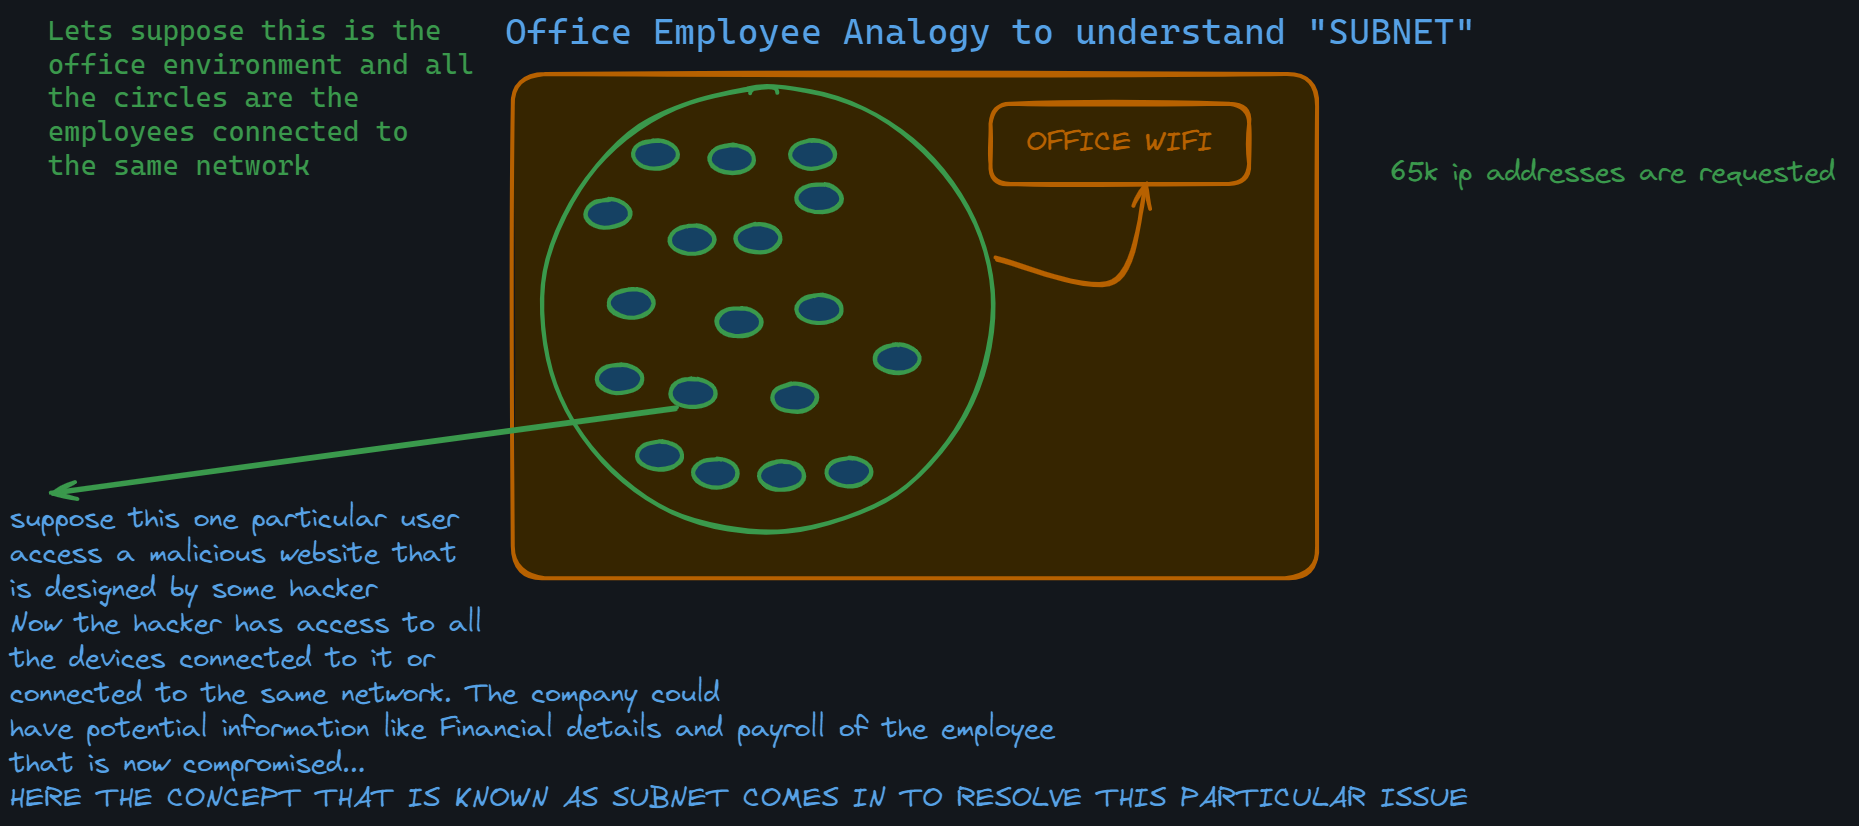 Office Employee Analogy to understand "SUBNET"
Lets suppose this is the
office environment and all
the circles are the
employees connected to
the same network
OFFICE WIFI
65k ip addresses are requested
suppose this one particular user
access a malicious website that
is designed by some hacker
Now the hacker has access to all
the devices connected to it or
connected to the same network. The company could
have potential information like Financial details and payroll of the employee
that is now compromised...
HERE THE CONCEPT THAT IS KNOWN AS SUBNET COMES IN TO RESOLVE THIS PARTICULAR ISSUE